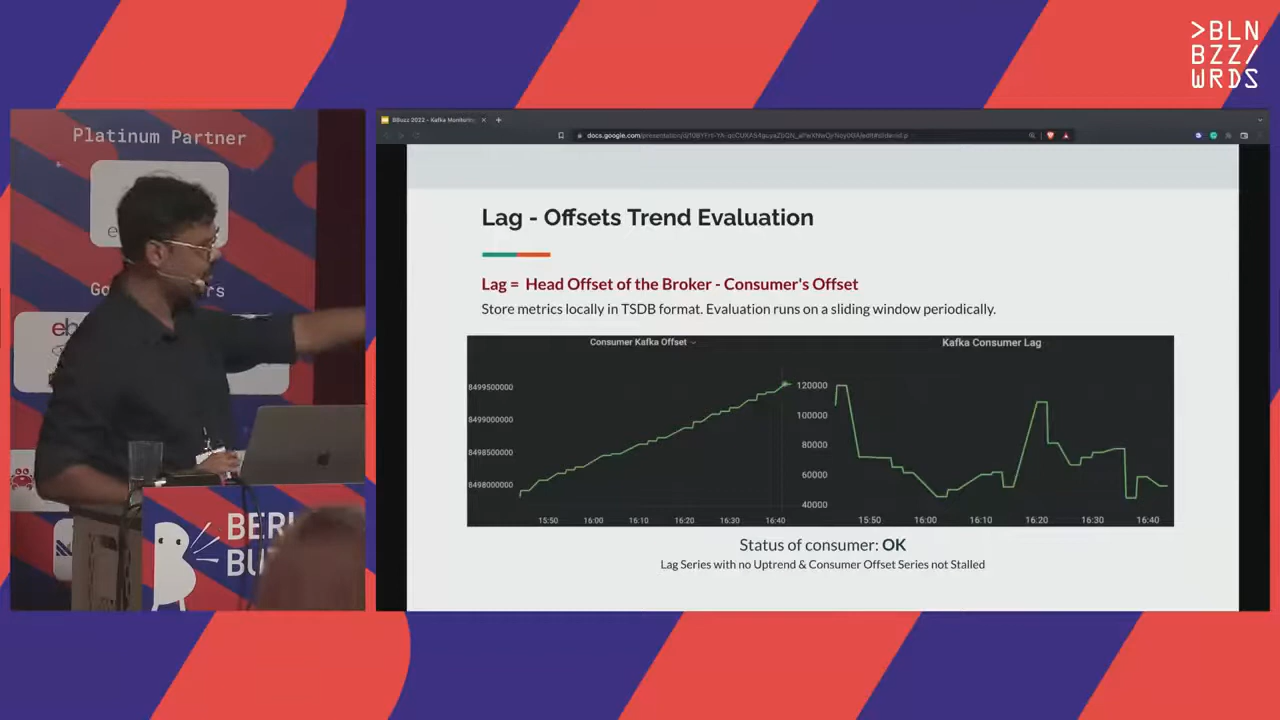 >BLN
BZZ/
WRDS
Platinum Partner
BBuzz 2022 - Kafka Monitoring
Lag - Offsets Trend Evaluation
Lag = Head Offset of the Broker - Consumer's Offset
Store metrics locally in TSDB format. Evaluation runs on a sliding window periodically.
Consumer Kafka Offset
8499500000
8499000000
8498500000
8498000000
15:50 16:00 16:10 16:20 16:30 16:40
Kafka Consumer Lag
120000
100000
80000
60000
40000
15:50 16:00 16:10 16:20 16:30 16:40
Status of consumer: OK
Lag Series with no Uptrend & Consumer Offset Series not Stalled